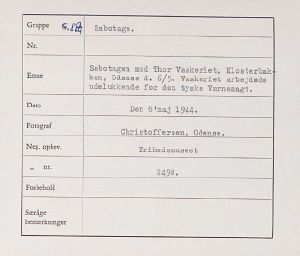 Gruppe Sabotage.
Nr.
Emne Sabotagen mod Thor Vaskeriet, Klosterbak-
ken, Odense d. 6/5. Vaskeriet arbejdede
udelukkende for den tyske Værnemagt.
Dato Den 6'maj 1944.
Fotograf Christoffersen, Odense.
Neg. opbev. Frihedsmuseet
„ nr. 2498.
Forbehold
Særlige
bemærkninger